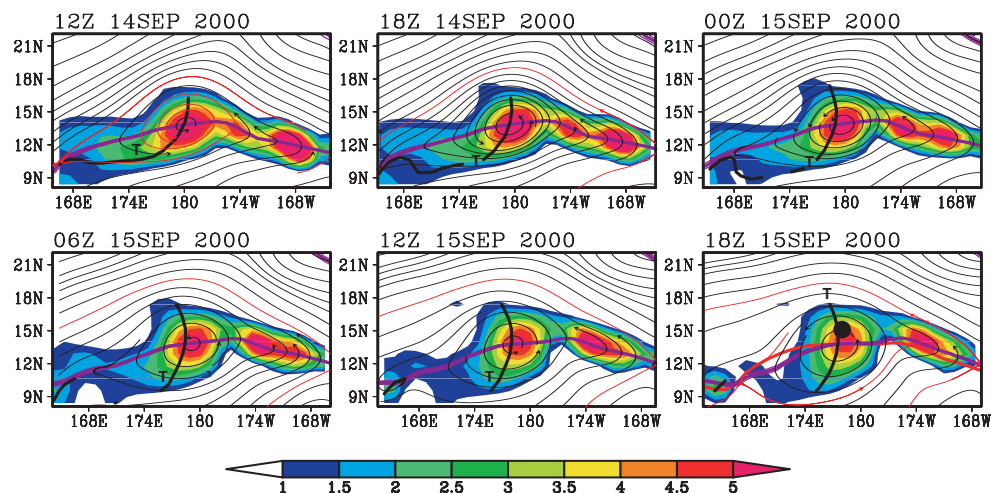 12Z 14SEP 2000 18Z 14SEP 2000 00Z 15SEP 2000
21N 21N 21N
18N 18N 18N
15N 15N 15N
12N 12N 12N
T T T
9N 9N 9N
168E 174E 180 174W 168W 168E 174E 180 174W 168W 168E 174E 180 174W 168W
06Z 15SEP 2000 12Z 15SEP 2000 18Z 15SEP 2000
21N 21N 21N
T
18N 18N 18N
15N 15N 15N
12N 12N 12N
T T
9N 9N 9N
168E 174E 180 174W 168W 168E 174E 180 174W 168W 168E 174E 180 174W 168W
1 1.5 2 2.5 3 3.5 4 4.5 5